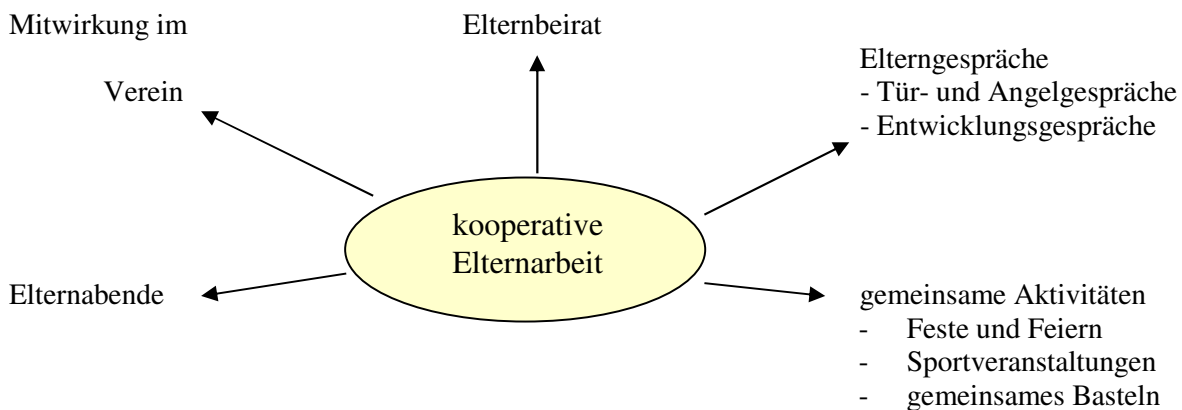 Mitwirkung im
Verein
Elternbeirat
Elterngespräche
- Tür- und Angelgespräche
- Entwicklungsgespräche
kooperative
Elternarbeit
Elternabende
gemeinsame Aktivitäten
- Feste und Feiern
- Sportveranstaltungen
- gemeinsames Basteln